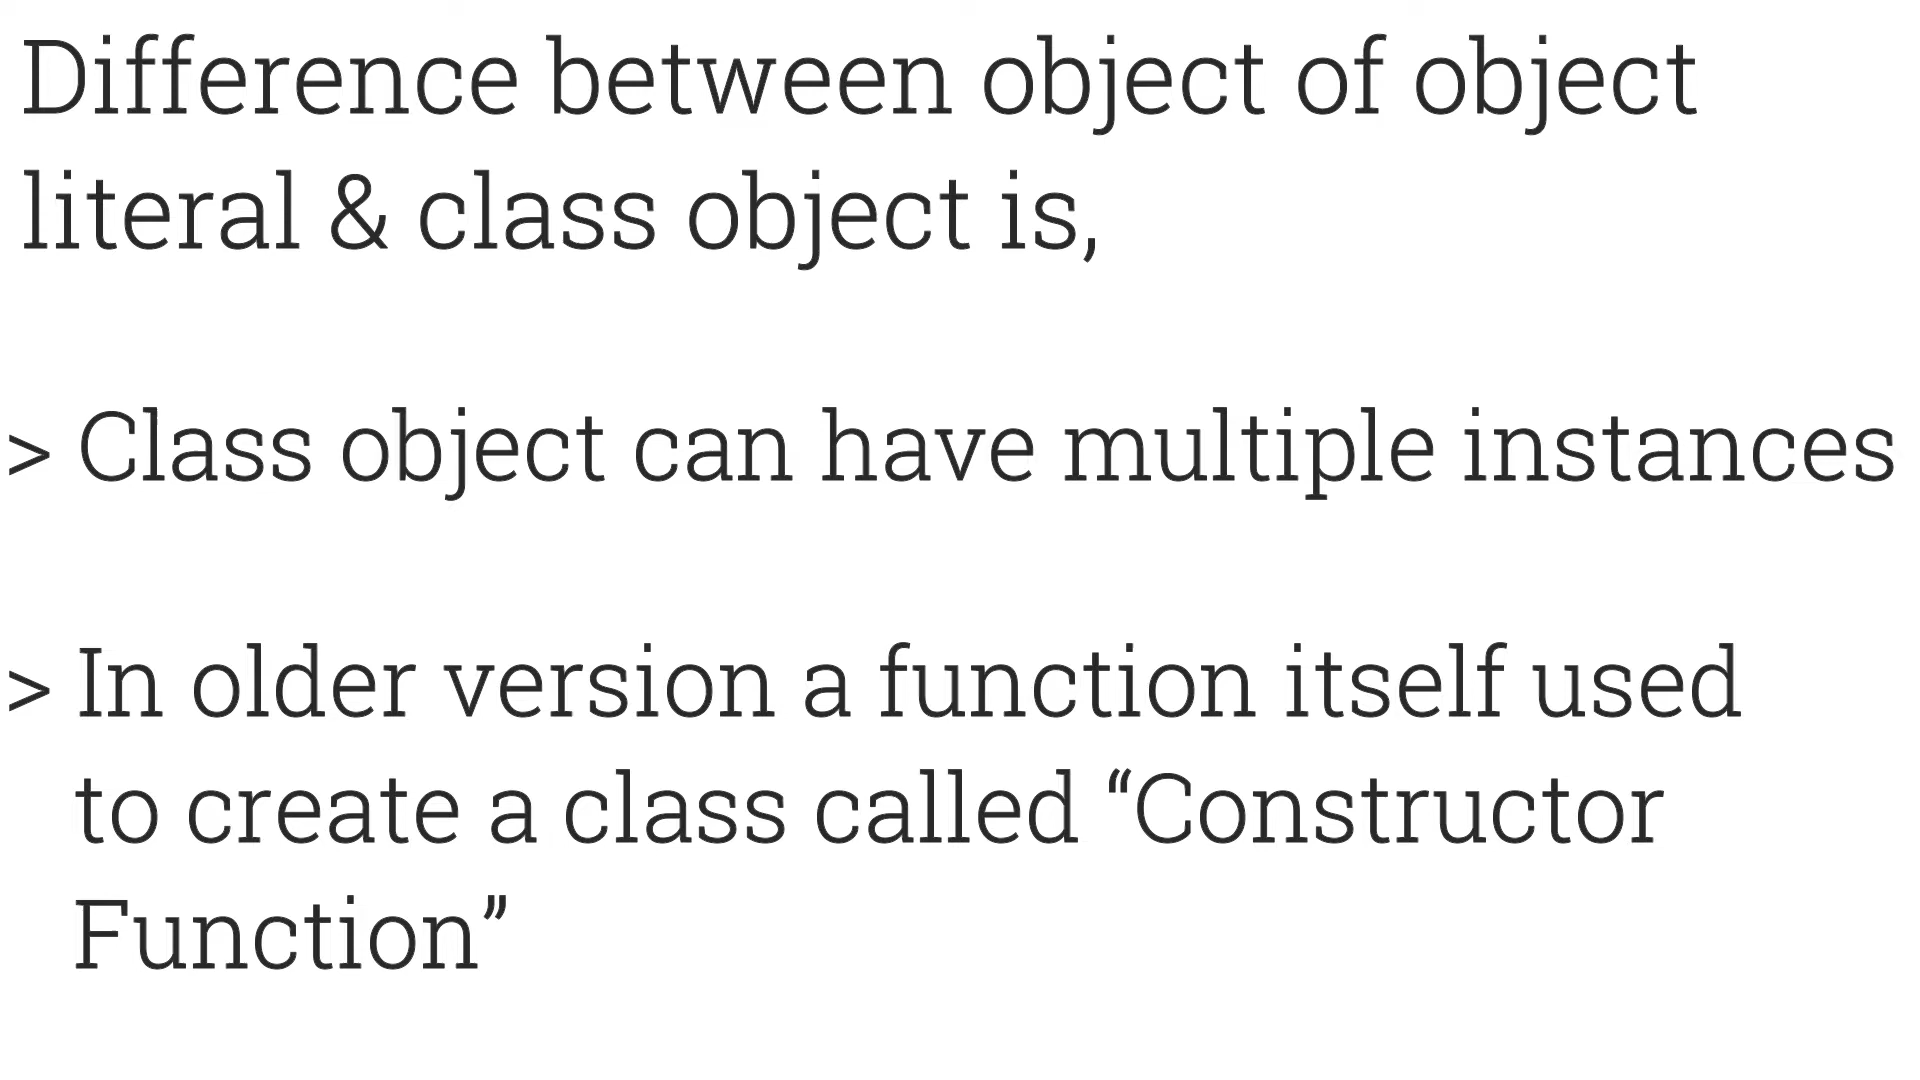 Difference between object of object
literal & class object is,
> Class object can have multiple instances
> In older version a function itself used
to create a class called “Constructor
Function”